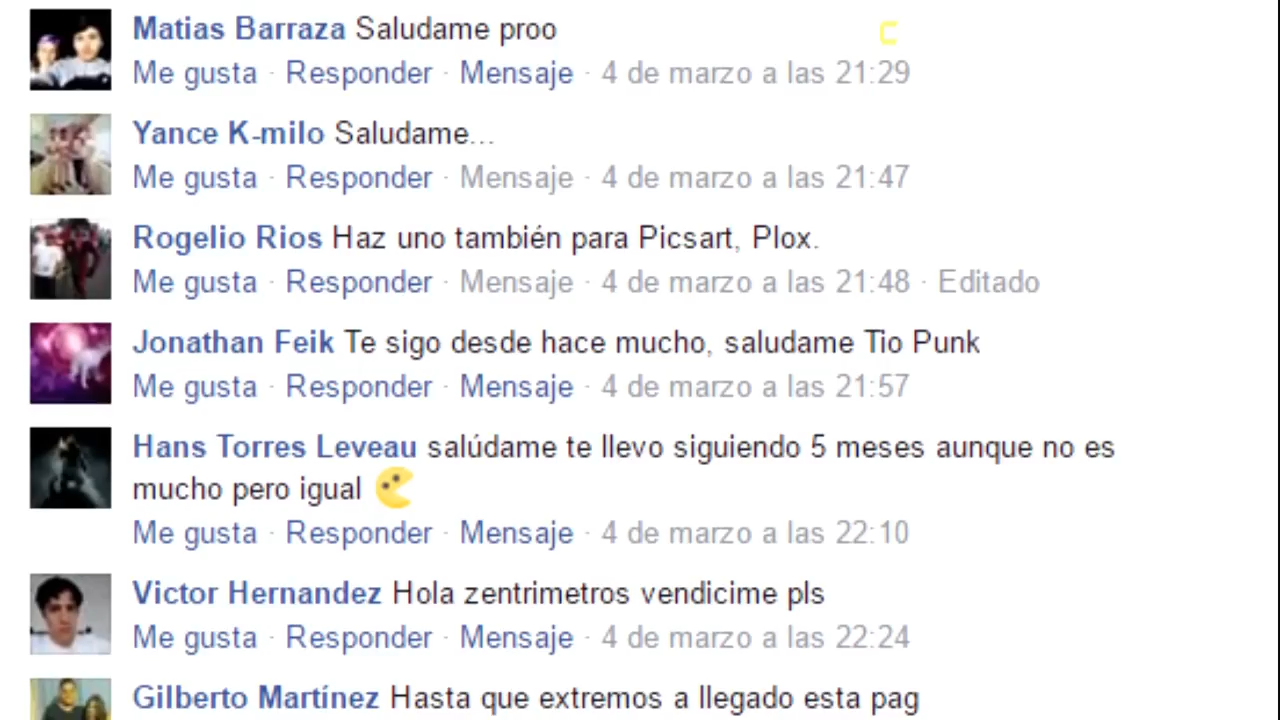 Matias Barraza Saludame proo
Me gusta · Responder · Mensaje · 4 de marzo a las 21:29
Yance K-milo Saludame...
Me gusta · Responder · Mensaje · 4 de marzo a las 21:47
Rogelio Rios Haz uno también para Picsart, Plox.
Me gusta · Responder · Mensaje · 4 de marzo a las 21:48 · Editado
Jonathan Feik Te sigo desde hace mucho, saludame Tio Punk
Me gusta · Responder · Mensaje · 4 de marzo a las 21:57
Hans Torres Leveau salúdame te llevo siguiendo 5 meses aunque no es
mucho pero igual
Me gusta · Responder · Mensaje · 4 de marzo a las 22:10
Victor Hernandez Hola zentrimetros vendicime pls
Me gusta · Responder · Mensaje · 4 de marzo a las 22:24
Gilberto Martínez Hasta que extremos a llegado esta pag